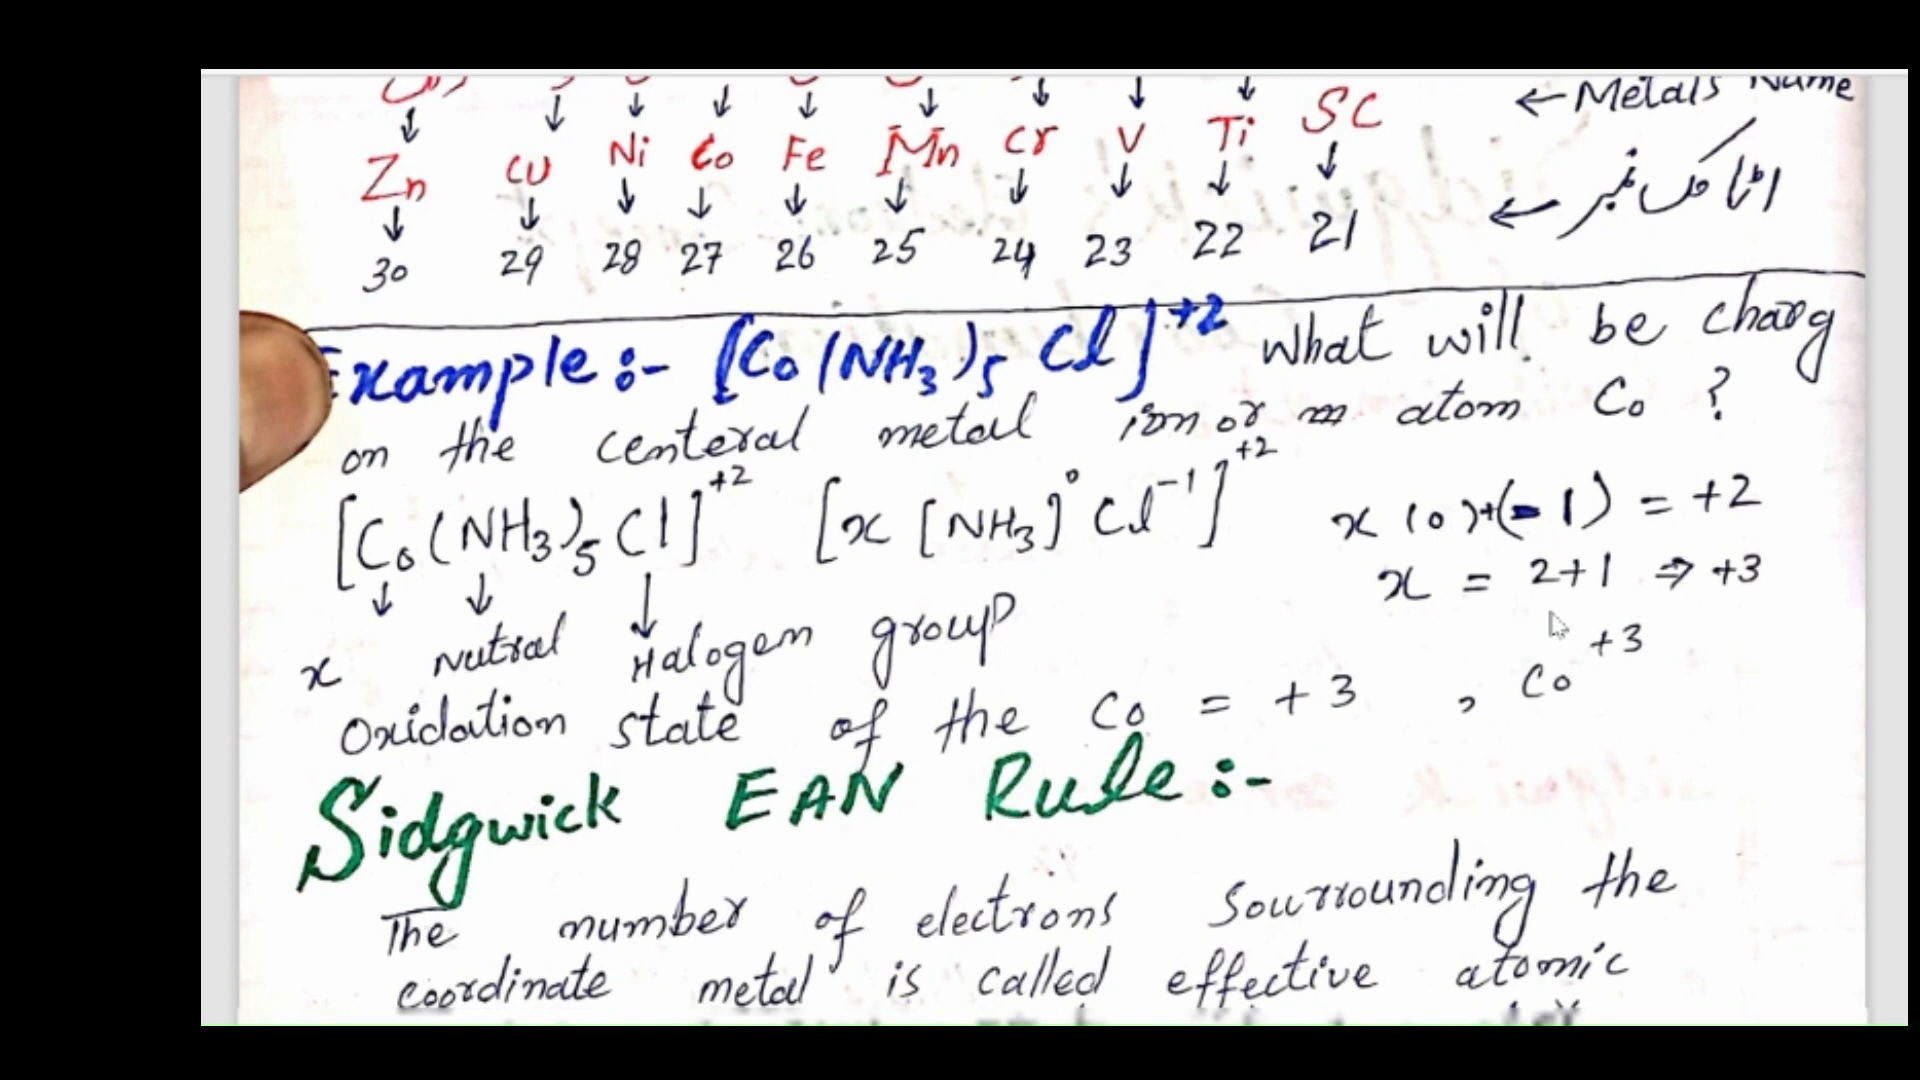 ← Metals Name
Zn Cu Ni Co Fe Mn Cr V Ti SC
30 29 28 27 26 25 24 23 22 21 ← اٹامک نمبر
Example:- [Co(NH₃)₅ Cl]⁺² What will be charg
on the centeral metal ion or atom Co ?
[Co(NH₃)₅Cl]⁺² [x [NH₃]° Cl⁻¹]⁺² x (0)+(-1) = +2
x = 2+1 ⇒ +3
x Nutral Halogen group
Oxidation state of the Co = +3 , Co⁺³
Sidgwick EAN Rule:-
The number of electrons Sourrounding the
coordinate metal is called effective atomic